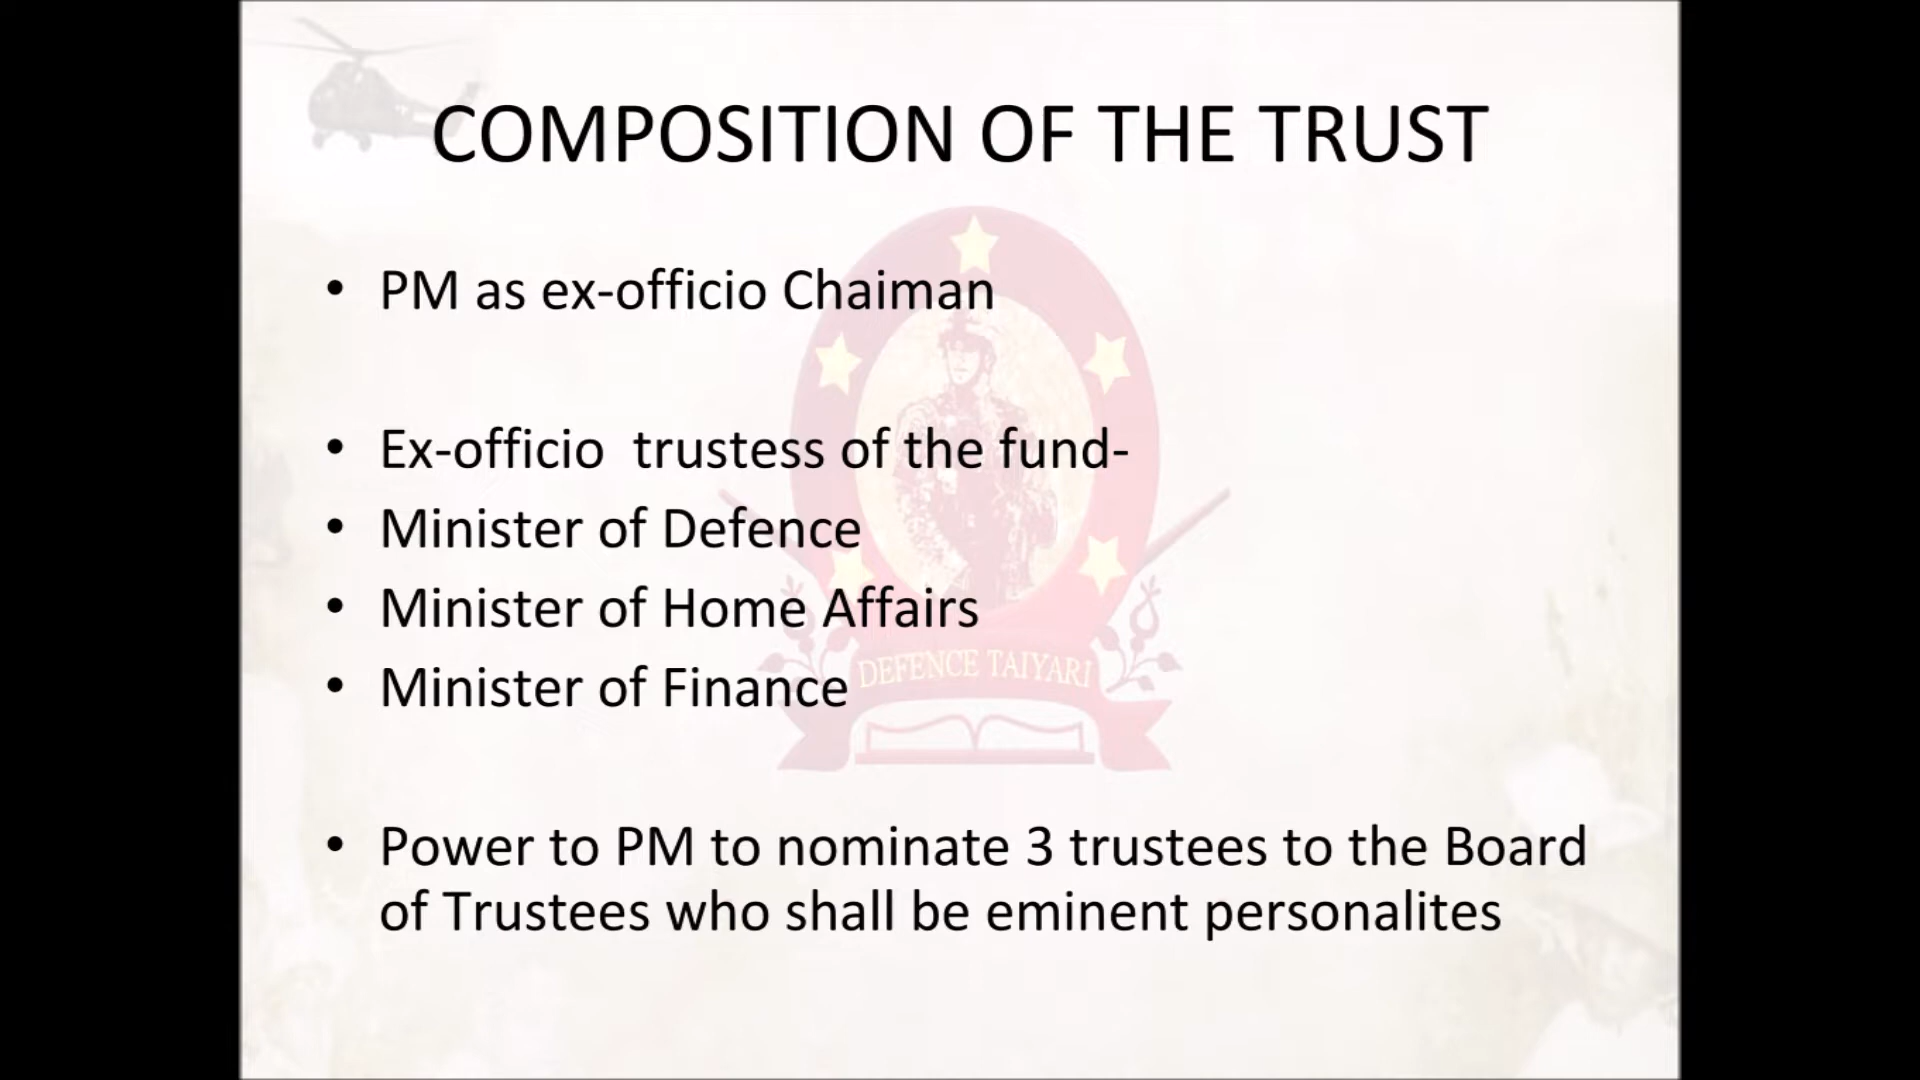 COMPOSITION OF THE TRUST
• PM as ex-officio Chaiman
• Ex-officio  trustess of the fund-
• Minister of Defence
• Minister of Home Affairs
• Minister of Finance
DEFENCE TAIYARI
• Power to PM to nominate 3 trustees to the Board
of Trustees who shall be eminent personalites